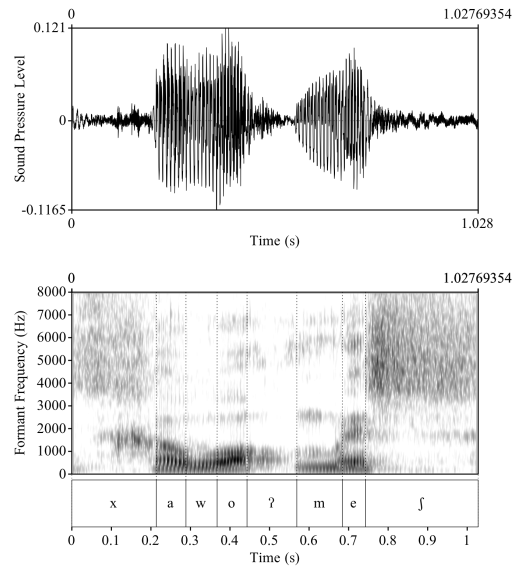 0 1.02769354
0.121
Sound Pressure Level
0
-0.1165
0 1.028
Time (s)
0 1.02769354
8000
7000
6000
5000
4000
3000
2000
1000
0
Formant Frequency (Hz)
x a w o ʔ m e ʃ
0 0.1 0.2 0.3 0.4 0.5 0.6 0.7 0.8 0.9 1
Time (s)